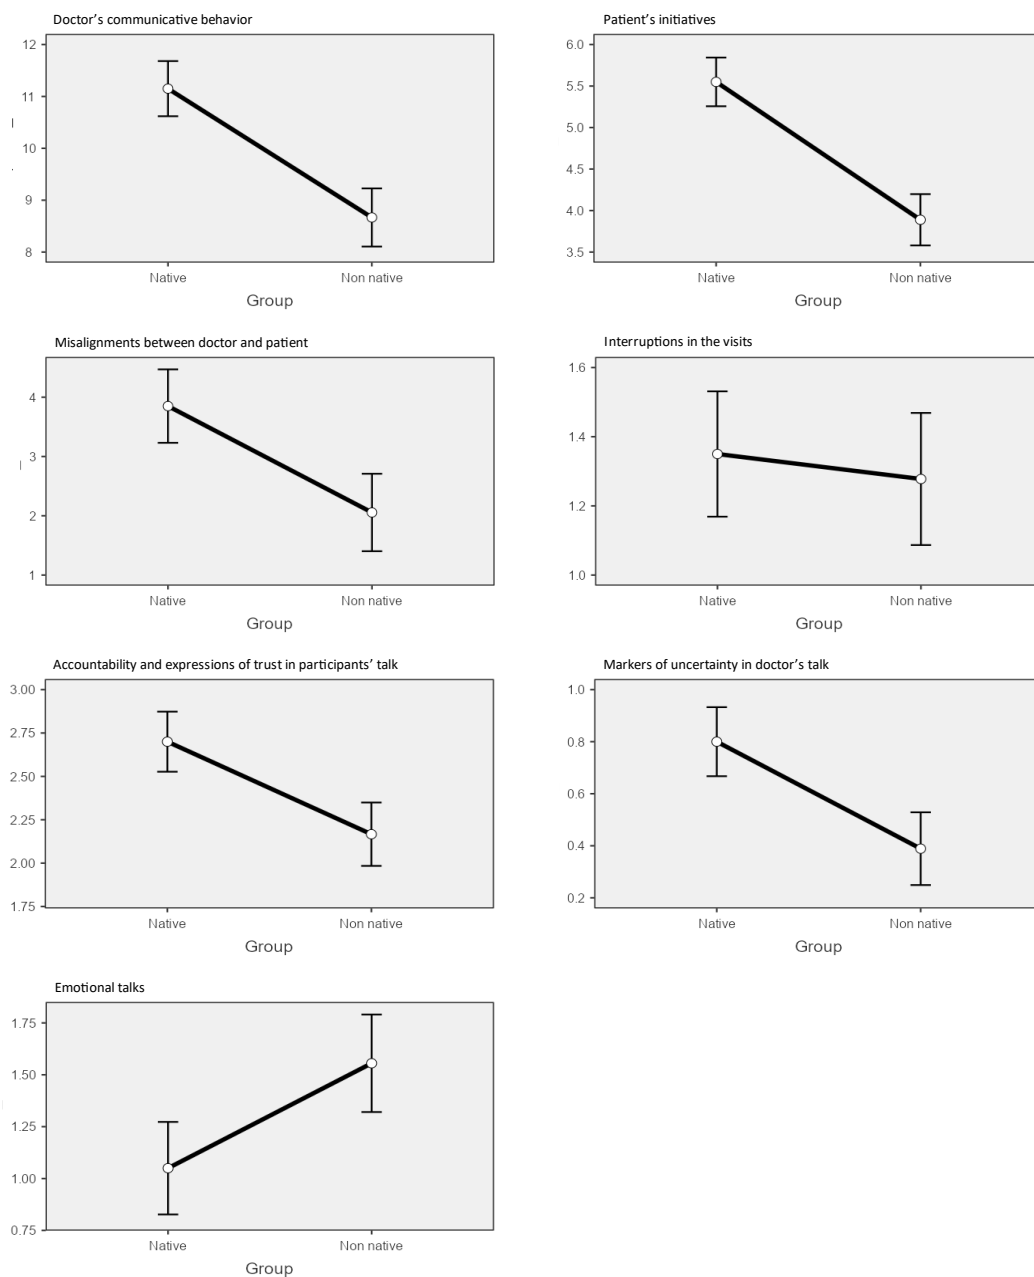 Doctor's communicative behavior
12
11
10
9
8
Native Non native
Group
Patient's initiatives
6.0
5.5
5.0
4.5
4.0
3.5
Native Non native
Group
Misalignments between doctor and patient
4
3
2
1
Native Non native
Group
Interruptions in the visits
1.6
1.4
1.2
1.0
Native Non native
Group
Accountability and expressions of trust in participants' talk
3.00
2.75
2.50
2.25
2.00
1.75
Native Non native
Group
Markers of uncertainty in doctor's talk
1.0
0.8
0.6
0.4
0.2
Native Non native
Group
Emotional talks
1.75
1.50
1.25
1.00
0.75
Native Non native
Group